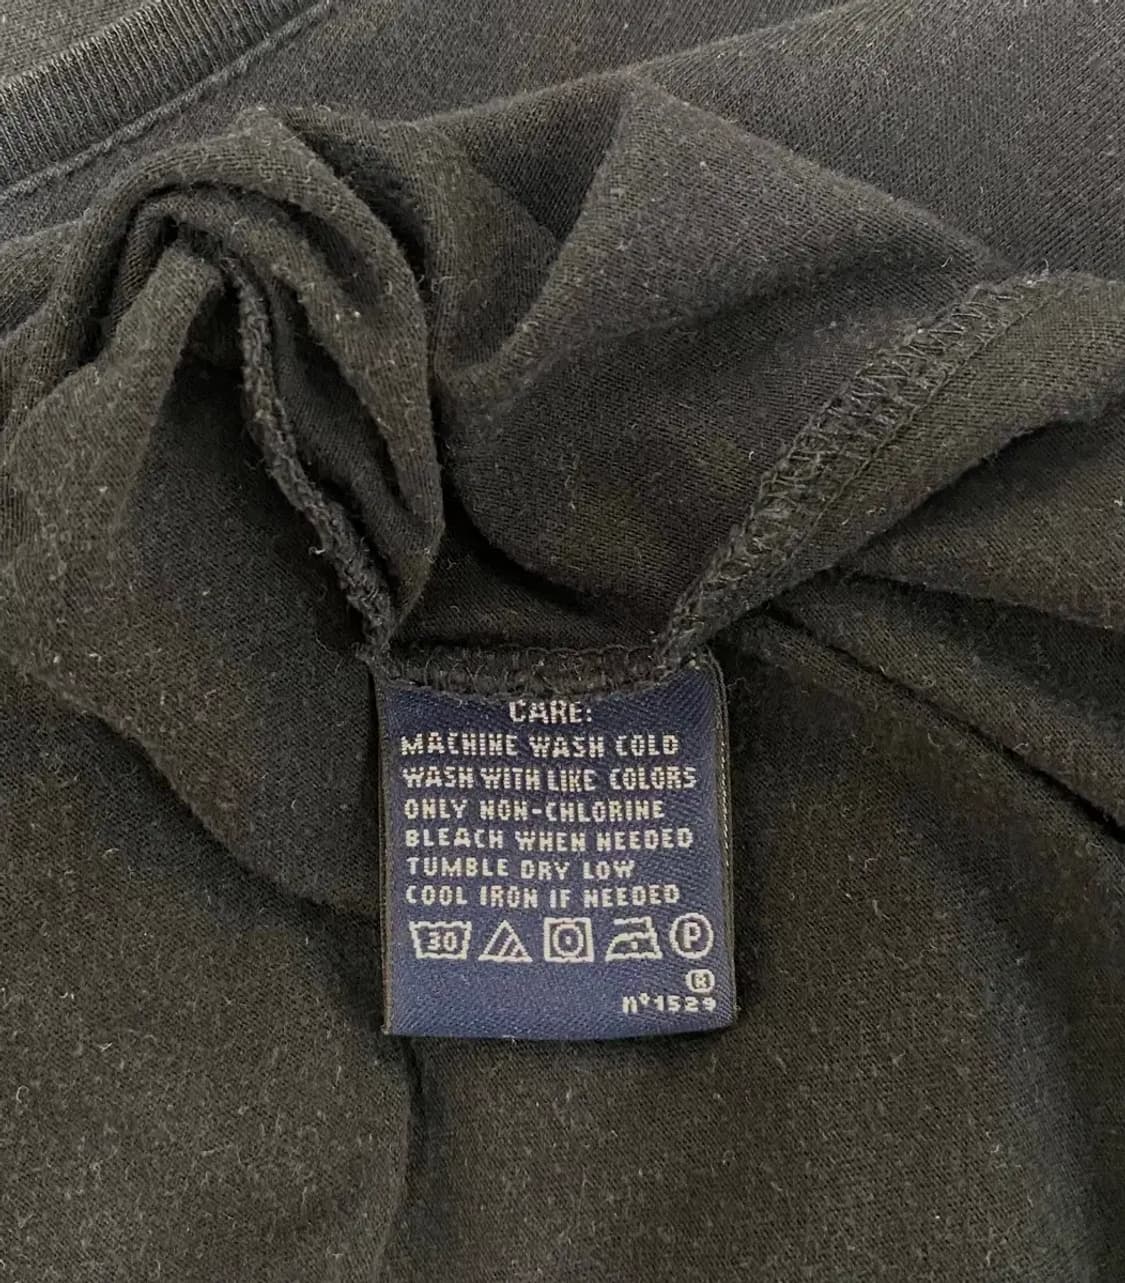 CARE:
MACHINE WASH COLD
WASH WITH LIKE COLORS
ONLY NON-CHLORINE
BLEACH WHEN NEEDED
TUMBLE DRY LOW
COOL IRON IF NEEDED
30 P
®
nº1529